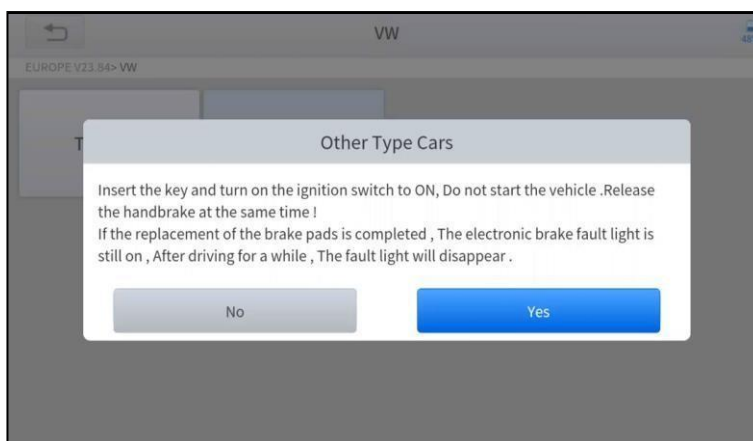 VW
EUROPE V23.84> VW
T
Other Type Cars
Insert the key and turn on the ignition switch to ON, Do not start the vehicle .Release
the handbrake at the same time !
If the replacement of the brake pads is completed , The electronic brake fault light is
still on , After driving for a while , The fault light will disappear .
No
Yes